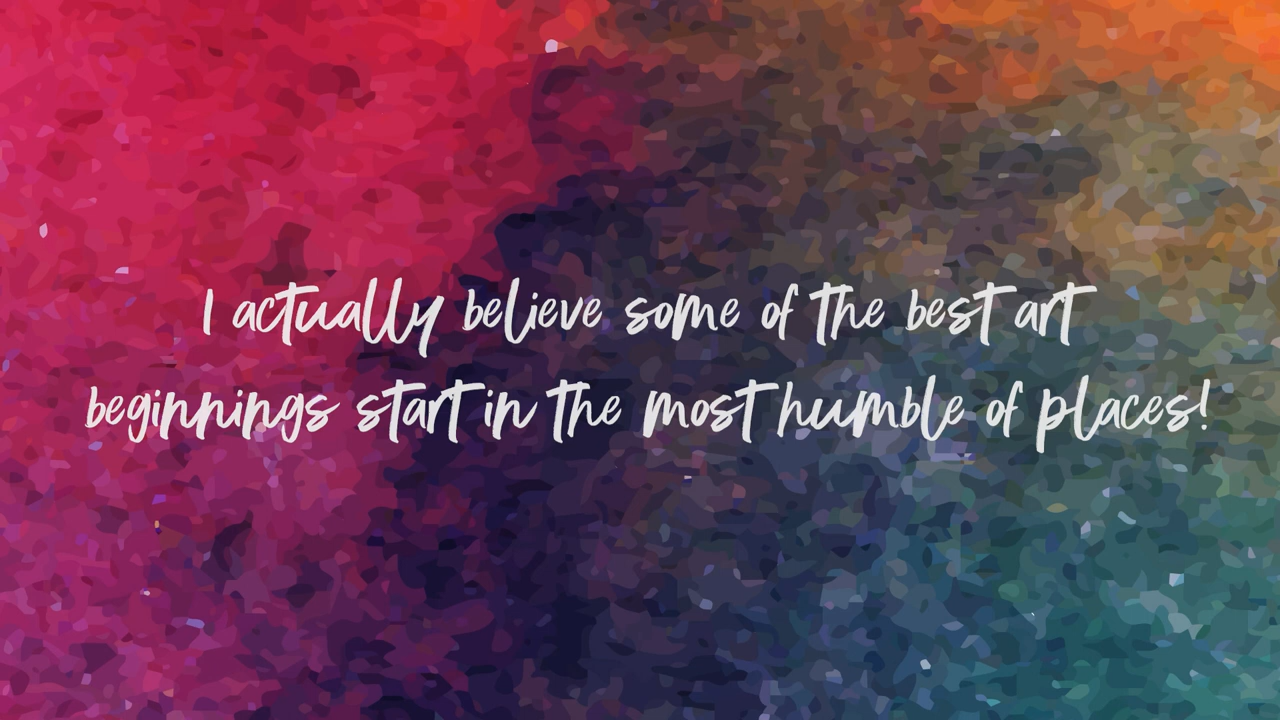 I actually believe some of the best art
beginnings start in the most humble of places!